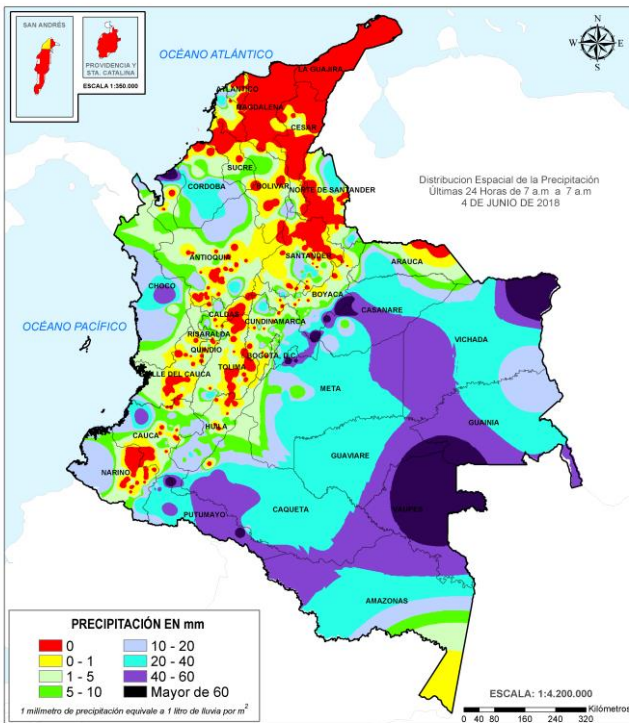 SAN ANDRÉS
PROVIDENCIA Y
STA. CATALINA
ESCALA 1:350.000
OCÉANO ATLÁNTICO
N
W
E
S
LA GUAJIRA
ATLANTICO
MAGDALENA
CESAR
SUCRE
CORDOBA
BOLIVAR
NORTE DE SANTANDER
Distribucion Espacial de la Precipitación
Últimas 24 Horas de 7 a.m a 7 a.m
4 DE JUNIO DE 2018
ANTIOQUIA
SANTANDER
ARAUCA
CHOCO
BOYACA
OCÉANO PACÍFICO
CALDAS
CUNDINAMARCA
CASANARE
RISARALDA
VICHADA
QUINDIO
BOGOTA, D.C.
TOLIMA
VALLE DEL CAUCA
META
CAUCA
HUILA
GUAINIA
GUAVIARE
NARIÑO
VAUPES
CAQUETA
PUTUMAYO
AMAZONAS
PRECIPITACIÓN EN mm
0
0 - 1
1 - 5
5 - 10
10 - 20
20 - 40
40 - 60
Mayor de 60
1 milimetro de precipitación equivale a 1 litro de lluvia por m²
ESCALA: 1:4.200.000
Kilómetros
0 40 80 160 240 320